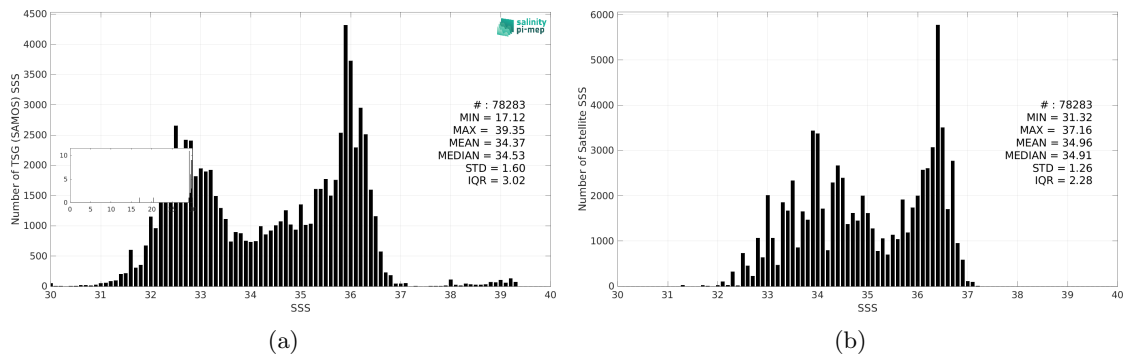 salinity
pi-mep
4500
4000
3500
3000
2500
2000
1500
1000
500
0
Number of TSG (SAMOS) SSS
# : 78283
MIN = 17.12
MAX = 39.35
MEAN = 34.37
MEDIAN = 34.53
STD = 1.60
IQR = 3.02
10
5
0
0 5 10 15 20
30 31 32 33 34 35 36 37 38 39 40
SSS
(a)
6000
5000
4000
3000
2000
1000
0
Number of Satellite SSS
# : 78283
MIN = 31.32
MAX = 37.16
MEAN = 34.96
MEDIAN = 34.91
STD = 1.26
IQR = 2.28
30 31 32 33 34 35 36 37 38 39 40
SSS
(b)